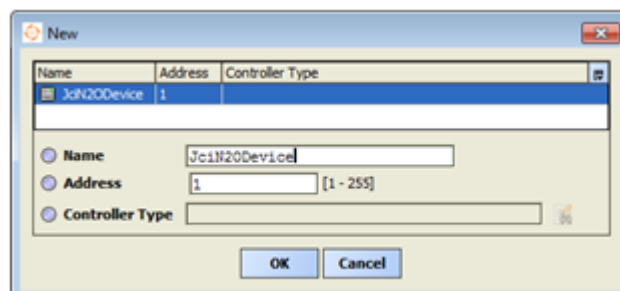 New
Name Address Controller Type
JciN2ODevice 1
Name JciN2ODevice
Address 1 [1 - 255]
Controller Type
OK Cancel